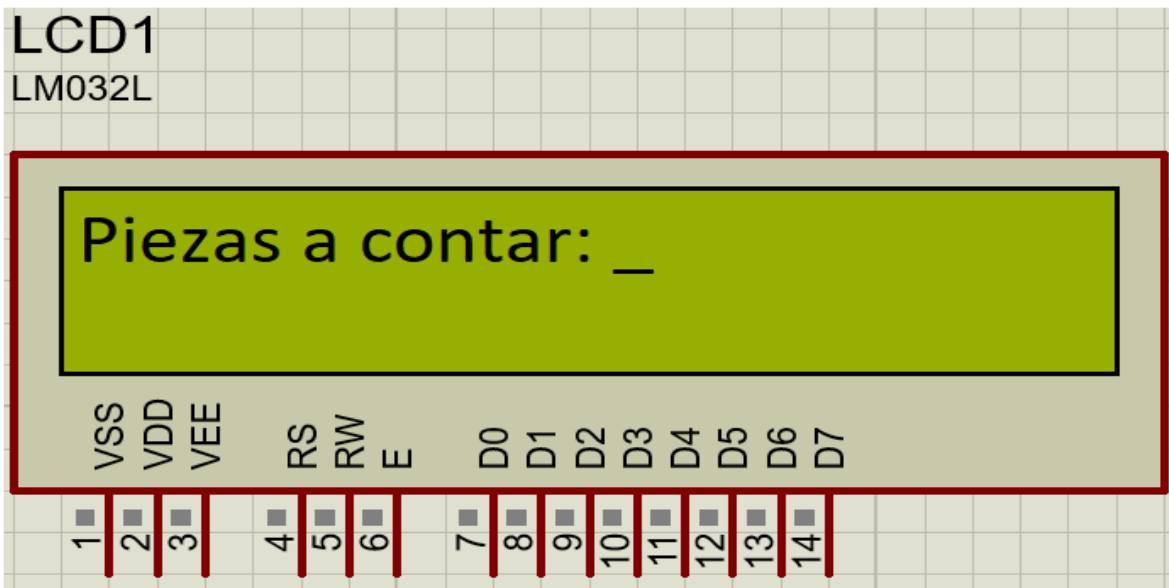 LCD1
LM032L
Piezas a contar: _
VSS VDD VEE RS RW E D0 D1 D2 D3 D4 D5 D6 D7
1 2 3 4 5 6 7 8 9 10 11 12 13 14